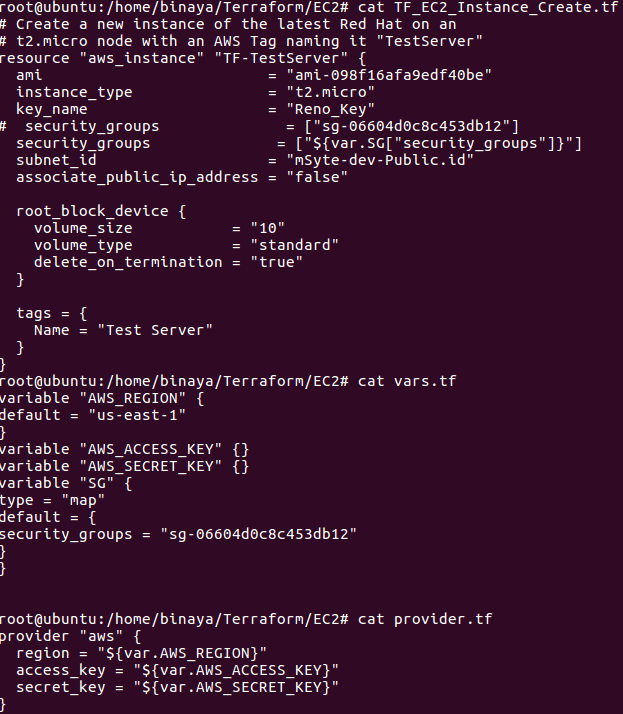 root@ubuntu:/home/binaya/Terraform/EC2# cat TF_EC2_Instance_Create.tf
# Create a new instance of the latest Red Hat on an
# t2.micro node with an AWS Tag naming it "TestServer"
resource "aws_instance" "TF-TestServer" {
  ami                         = "ami-098f16afa9edf40be"
  instance_type               = "t2.micro"
  key_name                    = "Reno_Key"
#  security_groups              = ["sg-06604d0c8c453db12"]
  security_groups              = ["${var.SG["security_groups"]}"]
  subnet_id                   = "mSyte-dev-Public.id"
  associate_public_ip_address = "false"

  root_block_device {
    volume_size           = "10"
    volume_type           = "standard"
    delete_on_termination = "true"
  }

  tags = {
    Name = "Test Server"
  }
}
root@ubuntu:/home/binaya/Terraform/EC2# cat vars.tf
variable "AWS_REGION" {
default = "us-east-1"
}
variable "AWS_ACCESS_KEY" {}
variable "AWS_SECRET_KEY" {}
variable "SG" {
type = "map"
default = {
security_groups = "sg-06604d0c8c453db12"
}
}

root@ubuntu:/home/binaya/Terraform/EC2# cat provider.tf
provider "aws" {
  region = "${var.AWS_REGION}"
  access_key = "${var.AWS_ACCESS_KEY}"
  secret_key = "${var.AWS_SECRET_KEY}"
}